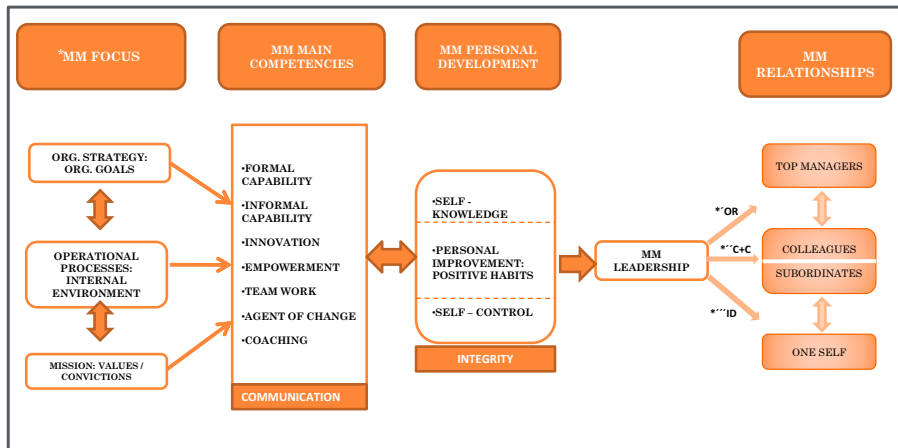 *MM FOCUS
MM MAIN
COMPETENCIES
MM PERSONAL
DEVELOPMENT
MM
RELATIONSHIPS
ORG. STRATEGY:
ORG. GOALS
OPERATIONAL
PROCESSES:
INTERNAL
ENVIRONMENT
MISSION: VALUES /
CONVICTIONS
•FORMAL
CAPABILITY
•INFORMAL
CAPABILITY
•INNOVATION
•EMPOWERMENT
•TEAM WORK
•AGENT OF CHANGE
•COACHING
COMMUNICATION
•SELF -
KNOWLEDGE
•PERSONAL
IMPROVEMENT:
POSITIVE HABITS
•SELF – CONTROL
INTEGRITY
MM
LEADERSHIP
*´OR
*´´C+C
*´´´ID
TOP MANAGERS
COLLEAGUES
SUBORDINATES
ONE SELF